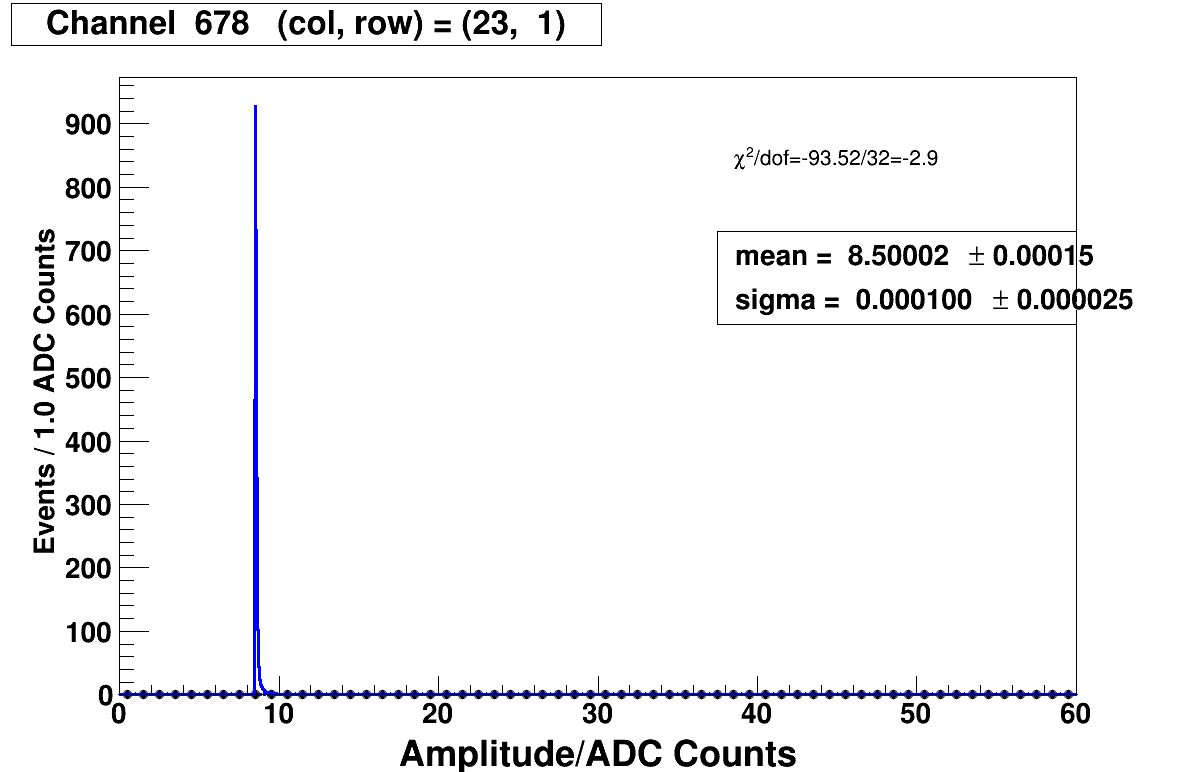 Channel 678 (col, row) = (23, 1)
900
800
700
600
500
400
300
200
100
0
Events / 1.0 ADC Counts
χ²/dof=-93.52/32=-2.9
mean = 8.50002 ± 0.00015
sigma = 0.000100 ± 0.000025
0 10 20 30 40 50 60
Amplitude/ADC Counts